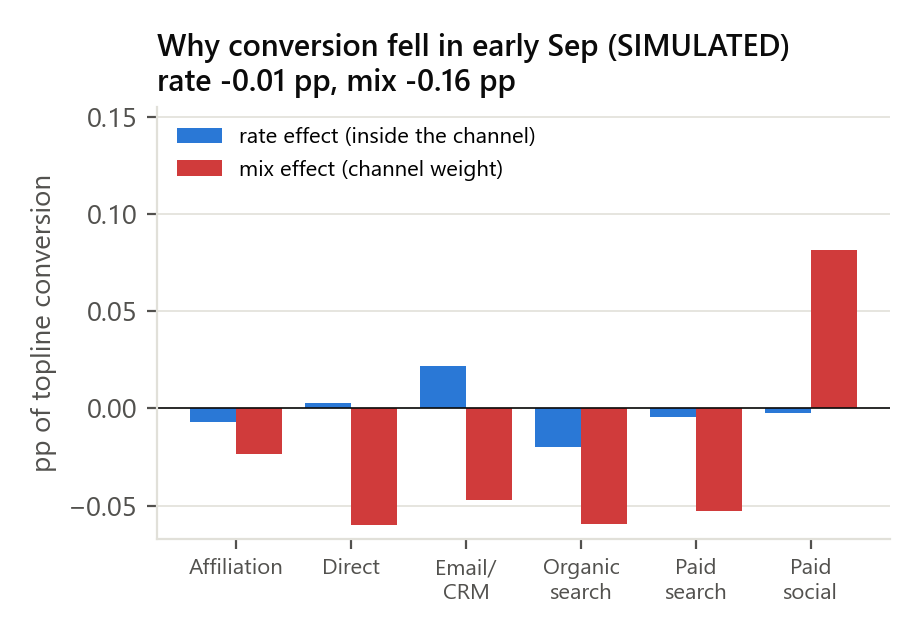 Why conversion fell in early Sep (SIMULATED)
rate -0.01 pp, mix -0.16 pp
rate effect (inside the channel)
mix effect (channel weight)
pp of topline conversion
0.15
0.10
0.05
0.00
−0.05
Affiliation
Direct
Email/
CRM
Organic
search
Paid
search
Paid
social